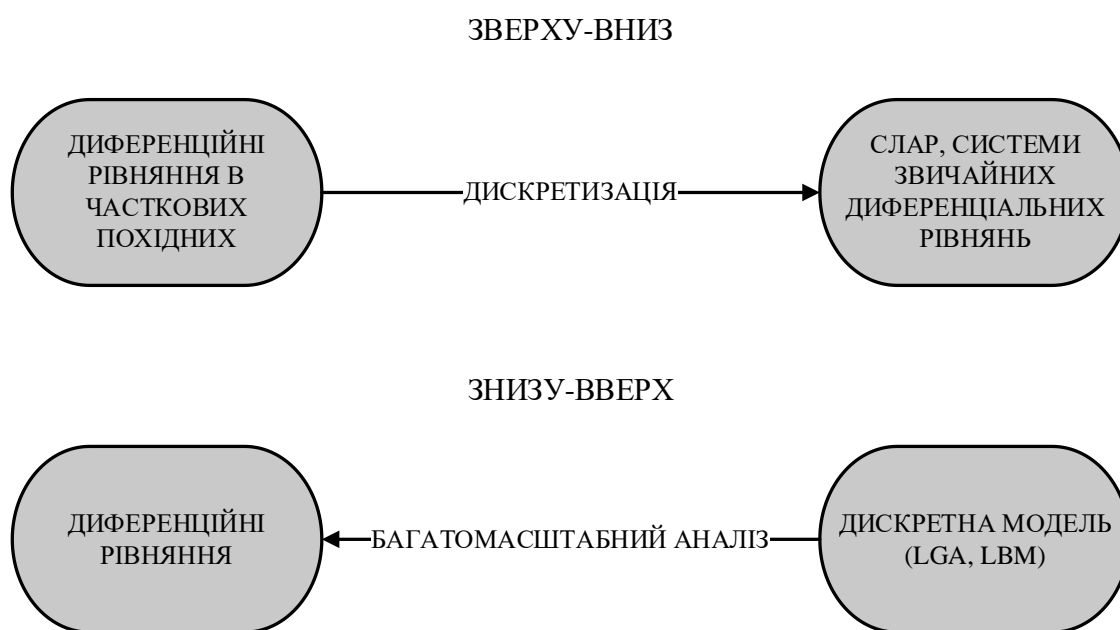 ЗВЕРХУ-ВНИЗ
ДИФЕРЕНЦІЙНІ
РІВНЯННЯ В
ЧАСТКОВИХ
ПОХІДНИХ
ДИСКРЕТИЗАЦІЯ
СЛАР, СИСТЕМИ
ЗВИЧАЙНИХ
ДИФЕРЕНЦІАЛЬНИХ
РІВНЯНЬ
ЗНИЗУ-ВВЕРХ
ДИФЕРЕНЦІЙНІ
РІВНЯННЯ
БАГАТОМАСШТАБНИЙ АНАЛІЗ
ДИСКРЕТНА МОДЕЛЬ
(LGA, LBM)